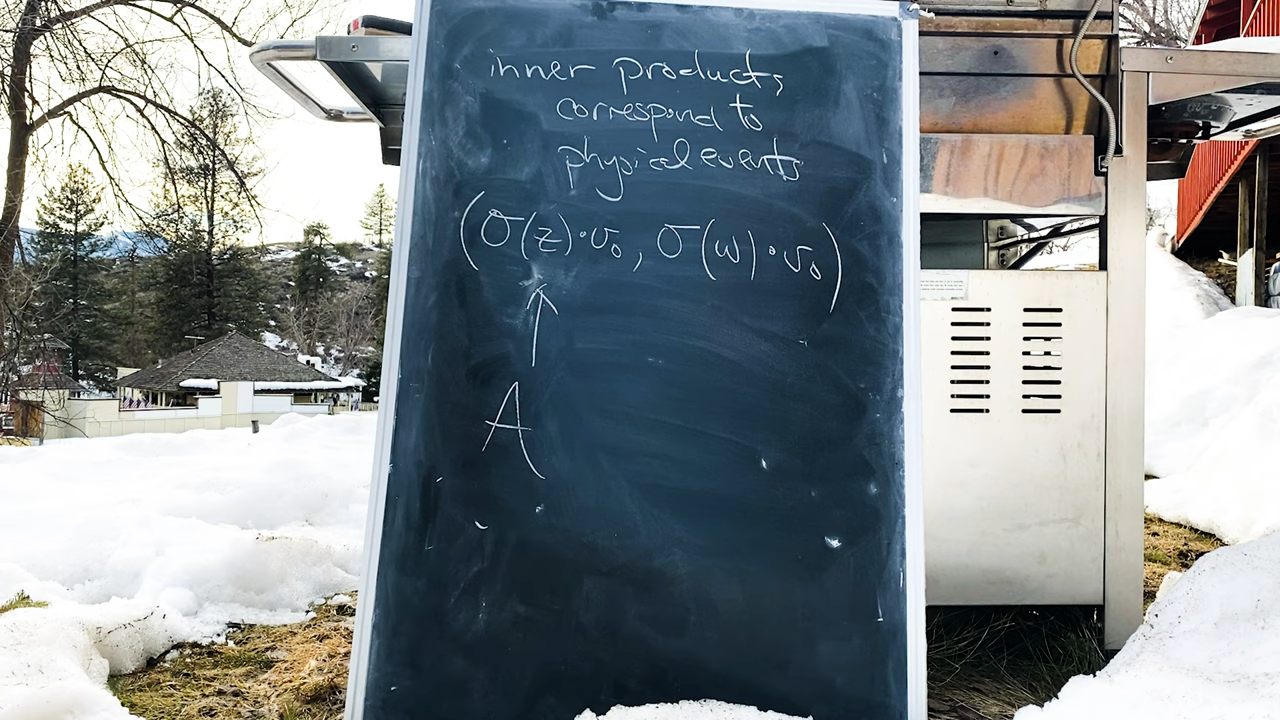 inner products
correspond to
physical events
(σ(z)·v₀, σ(w)·v₀)
↑
A